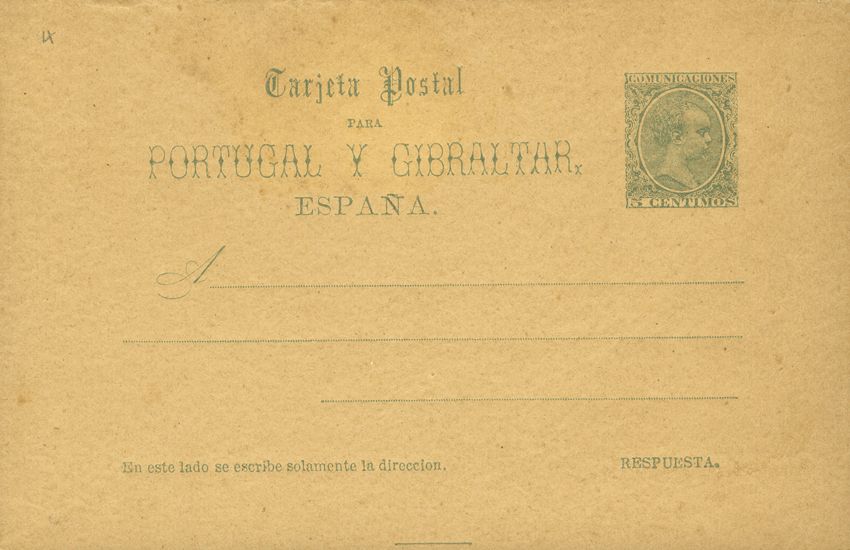 Tarjeta Postal
PARA
PORTUGAL Y GIBRALTAR.
ESPAÑA.
COMUNICACIONES
5 CENTIMOS
A
En este lado se escribe solamente la direccion.
RESPUESTA.